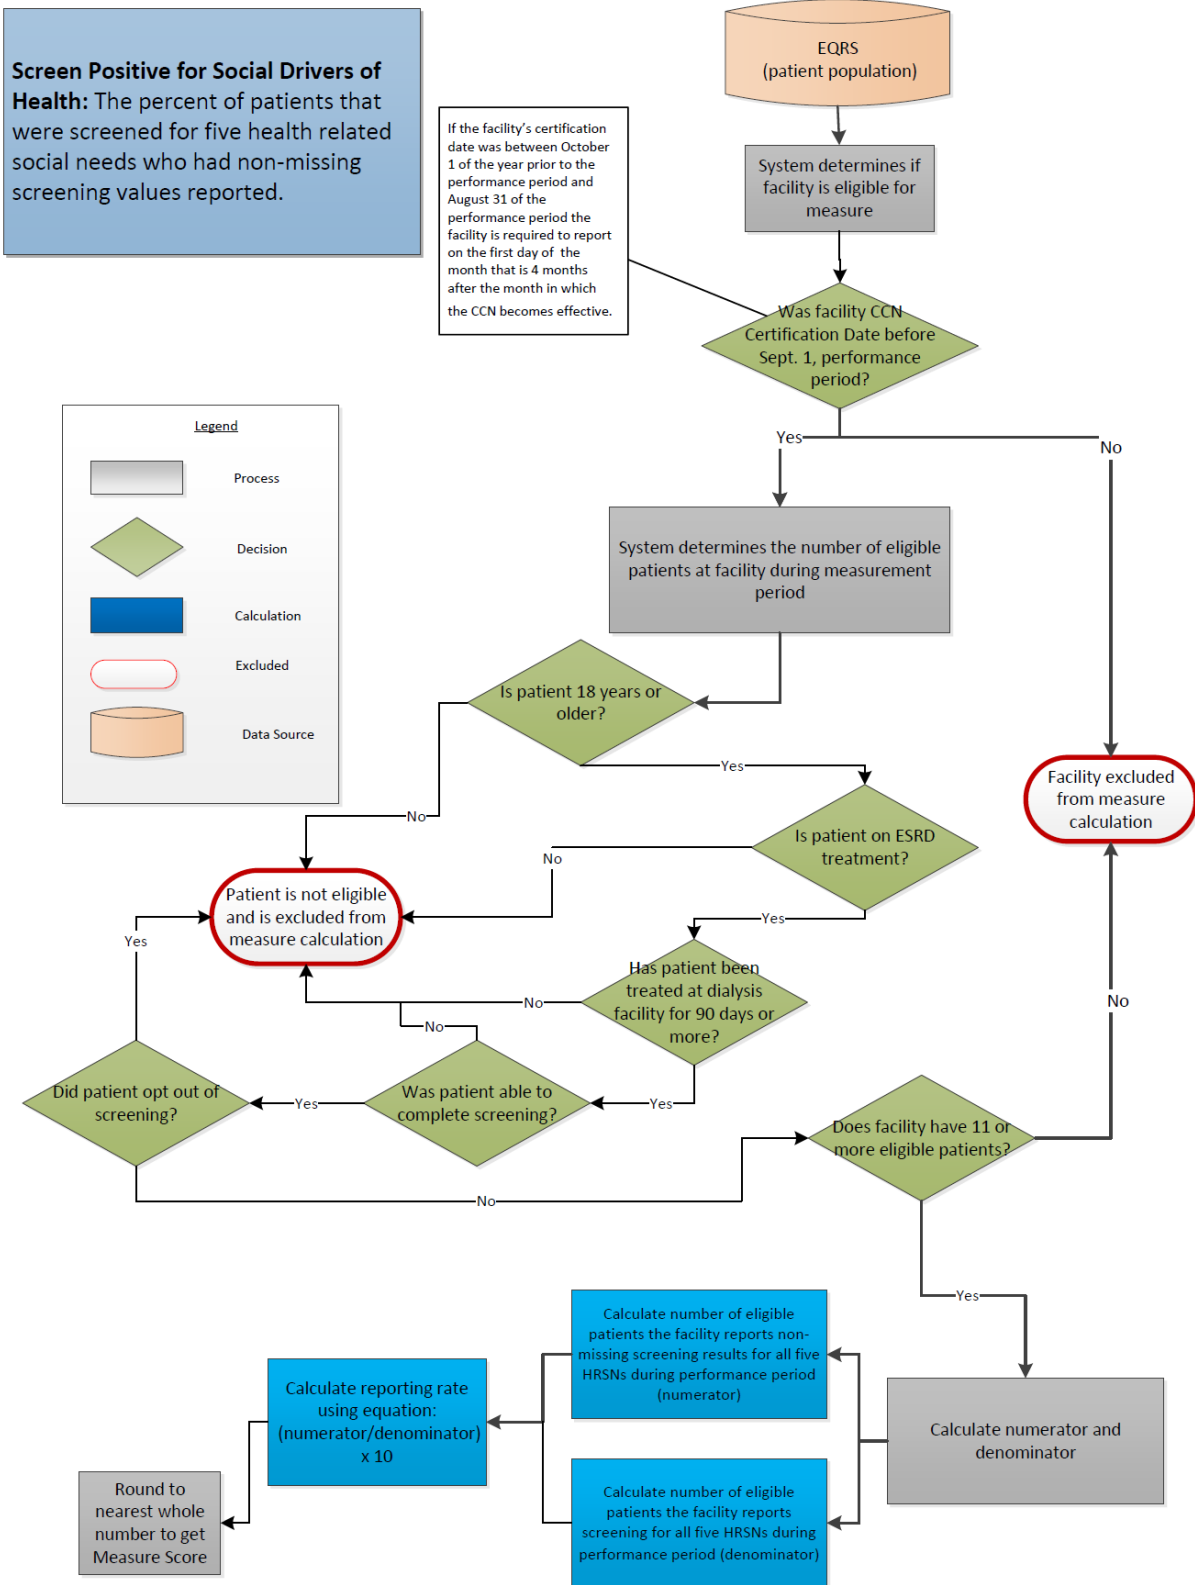 Screen Positive for Social Drivers of
Health: The percent of patients that
were screened for five health related
social needs who had non-missing
screening values reported.
EQRS
(patient population)
If the facility's certification
date was between October
1 of the year prior to the
performance period and
August 31 of the
performance period the
facility is required to report
on the first day of the
month that is 4 months
after the month in which
the CCN becomes effective.
System determines if
facility is eligible for
measure
Was facility CCN
Certification Date before
Sept. 1, performance
period?
Yes
No
Legend
Process
Decision
Calculation
Excluded
Data Source
System determines the number of eligible
patients at facility during measurement
period
Is patient 18 years or
older?
Yes
No
Facility excluded
from measure
calculation
Is patient on ESRD
treatment?
No
Yes
Patient is not eligible
and is excluded from
measure calculation
Yes
Has patient been
treated at dialysis
facility for 90 days or
more?
No
No
No
Did patient opt out of
screening?
Yes
Was patient able to
complete screening?
Yes
Does facility have 11 or
more eligible patients?
No
Yes
Calculate number of eligible
patients the facility reports non-
missing screening results for all five
HRSNs during performance period
(numerator)
Calculate reporting rate
using equation:
(numerator/denominator)
x 10
Calculate numerator and
denominator
Calculate number of eligible
patients the facility reports
screening for all five HRSNs during
performance period (denominator)
Round to
nearest whole
number to get
Measure Score